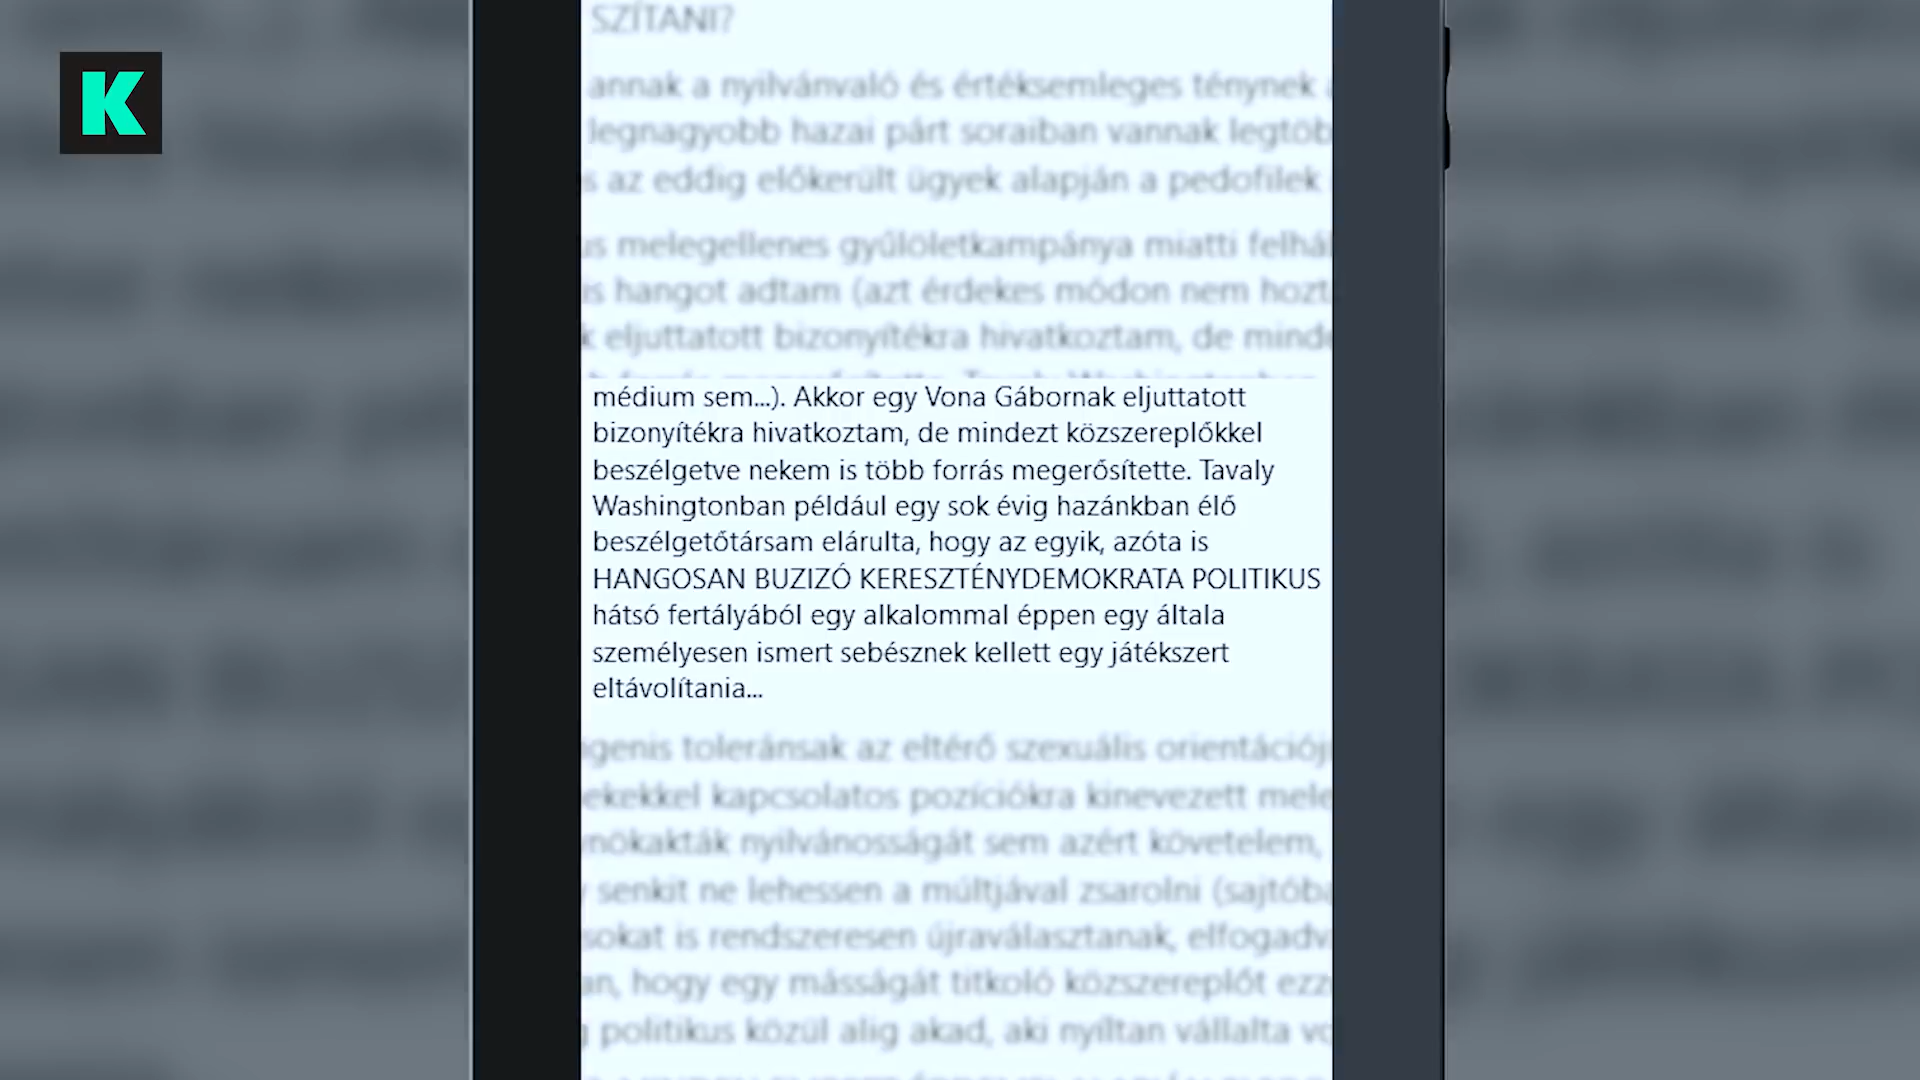 K
SZÍTANI?
annak a nyilvánvaló és értéksemleges ténynek
legnagyobb hazai párt soraiban vannak legtöb
az eddig előkerült ügyek alapján a pedofilek
us melegellenes gyűlöletkampánya miatti felhá
is hangot adtam (azt érdekes módon nem hozt
k eljuttatott bizonyítékra hivatkoztam, de mind
médium sem...). Akkor egy Vona Gábornak eljuttatott
bizonyítékra hivatkoztam, de mindezt közszereplőkkel
beszélgetve nekem is több forrás megerősítette. Tavaly
Washingtonban például egy sok évig hazánkban élő
beszélgetőtársam elárulta, hogy az egyik, azóta is
HANGOSAN BUZIZÓ KERESZTÉNYDEMOKRATA POLITIKUS
hátsó fertályából egy alkalommal éppen egy általa
személyesen ismert sebésznek kellett egy játékszert
eltávolítania...
genis toleránsak az eltérő szexuális orientációj
ekekkel kapcsolatos pozíciókra kinevezett mele
nökakták nyilvánosságát sem azért követelem,
senkit ne lehessen a múltjával zsarolni (sajtób
sokat is rendszeresen újraválasztanak, elfogadv
an, hogy egy másságát titkoló közszereplőt ezz
politikus közül alig akad, aki nyíltan vállalta vo